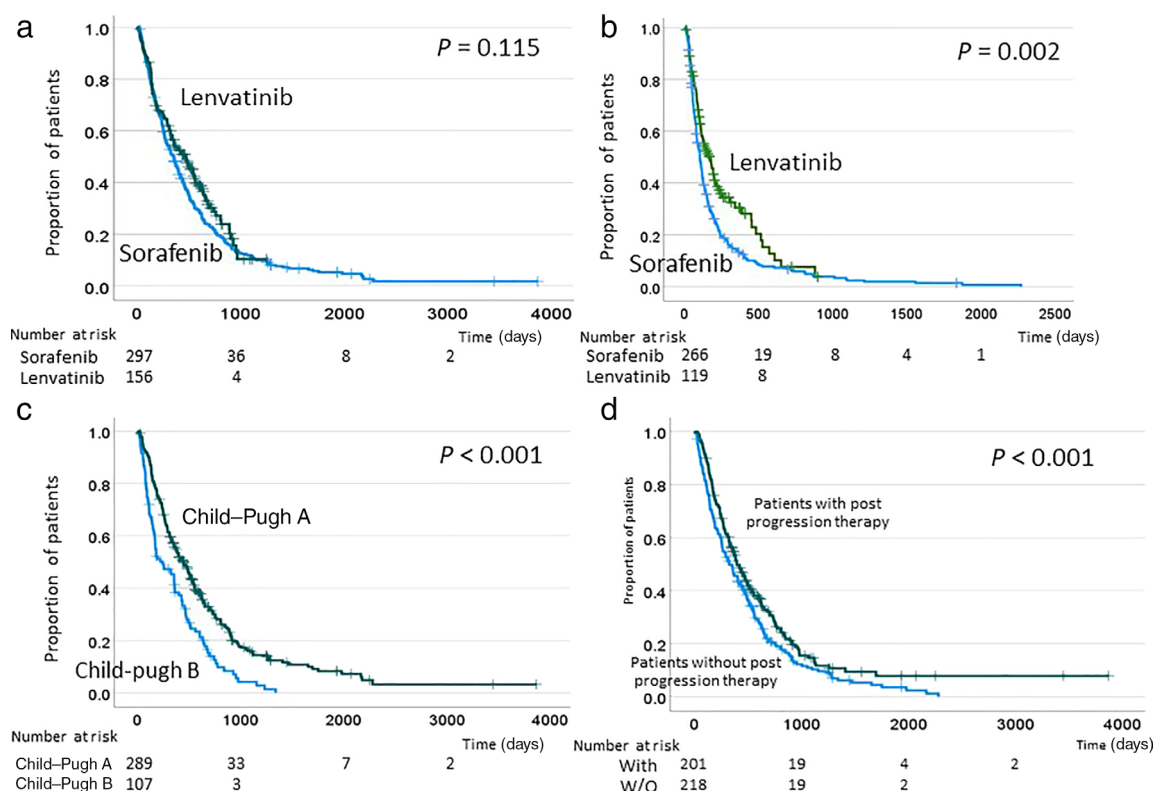 a
P = 0.115
Proportion of patients
1.0
0.8
0.6
0.4
0.2
0.0
Lenvatinib
Sorafenib
0 1000 2000 3000 4000
Time (days)
Number at risk
Sorafenib 297 36 8 2
Lenvatinib 156 4
b
P = 0.002
Proportion of patients
1.0
0.8
0.6
0.4
0.2
0.0
Lenvatinib
Sorafenib
0 500 1000 1500 2000 2500
Time (days)
Number at risk
Sorafenib 266 19 8 4 1
Lenvatinib 119 8
c
P < 0.001
Proportion of patients
1.0
0.8
0.6
0.4
0.2
0.0
Child–Pugh A
Child-pugh B
0 1000 2000 3000 4000
Time (days)
Number at risk
Child–Pugh A 289 33 7 2
Child–Pugh B 107 3
d
P < 0.001
Proportion of patients
1.0
0.8
0.6
0.4
0.2
0.0
Patients with post
progression therapy
Patients without post
progression therapy
0 1000 2000 3000 4000
Time (days)
Number at risk
With 201 19 4 2
W/O 218 19 2